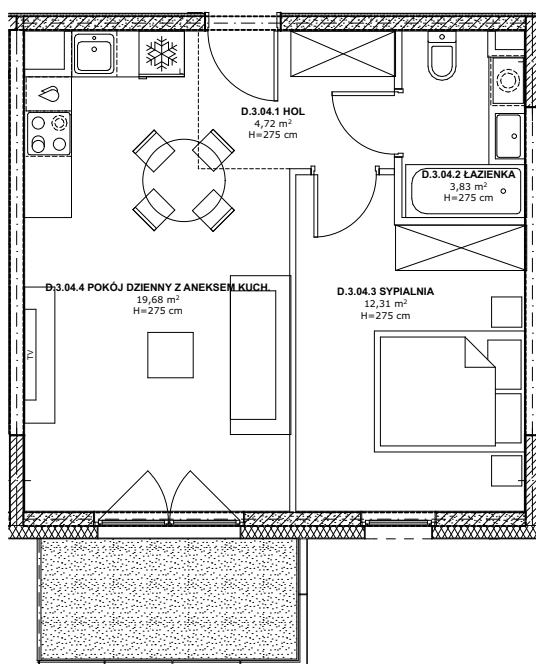 D.3.04.1 HOL
4,72 m²
H=275 cm
D.3.04.2 ŁAZIENKA
3,83 m²
H=275 cm
D.3.04.4 POKÓJ DZIENNY Z ANEKSEM KUCH.
19,68 m²
H=275 cm
D.3.04.3 SYPIALNIA
12,31 m²
H=275 cm
TV